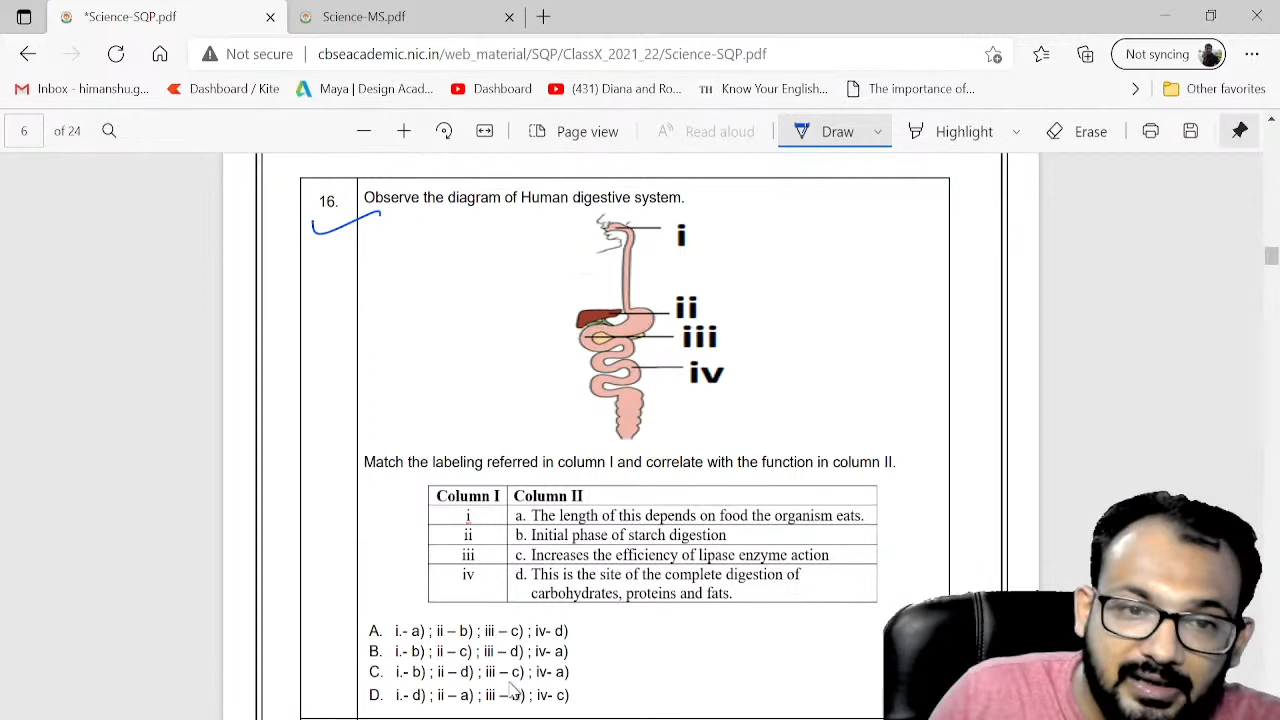 *Science-SQP.pdf
Science-MS.pdf
Not secure
cbseacademic.nic.in/web_material/SQP/ClassX_2021_22/Science-SQP.pdf
Not syncing
Inbox - himanshu.g...
Dashboard / Kite
Maya | Design Acad...
Dashboard
(431) Diana and Ro...
TH Know Your English...
The importance of...
Other favorites
6 of 24
Page view
Read aloud
Draw
Highlight
Erase
16. Observe the diagram of Human digestive system.
i
ii
iii
iv
Match the labeling referred in column I and correlate with the function in column II.
Column I Column II
i a. The length of this depends on food the organism eats.
ii b. Initial phase of starch digestion
iii c. Increases the efficiency of lipase enzyme action
iv d. This is the site of the complete digestion of
carbohydrates, proteins and fats.
A. i.- a) ; ii – b) ; iii – c) ; iv- d)
B. i.- b) ; ii – c) ; iii – d) ; iv- a)
C. i.- b) ; ii – d) ; iii – c) ; iv- a)
D. i.- d) ; ii – a) ; iii – ) ; iv- c)